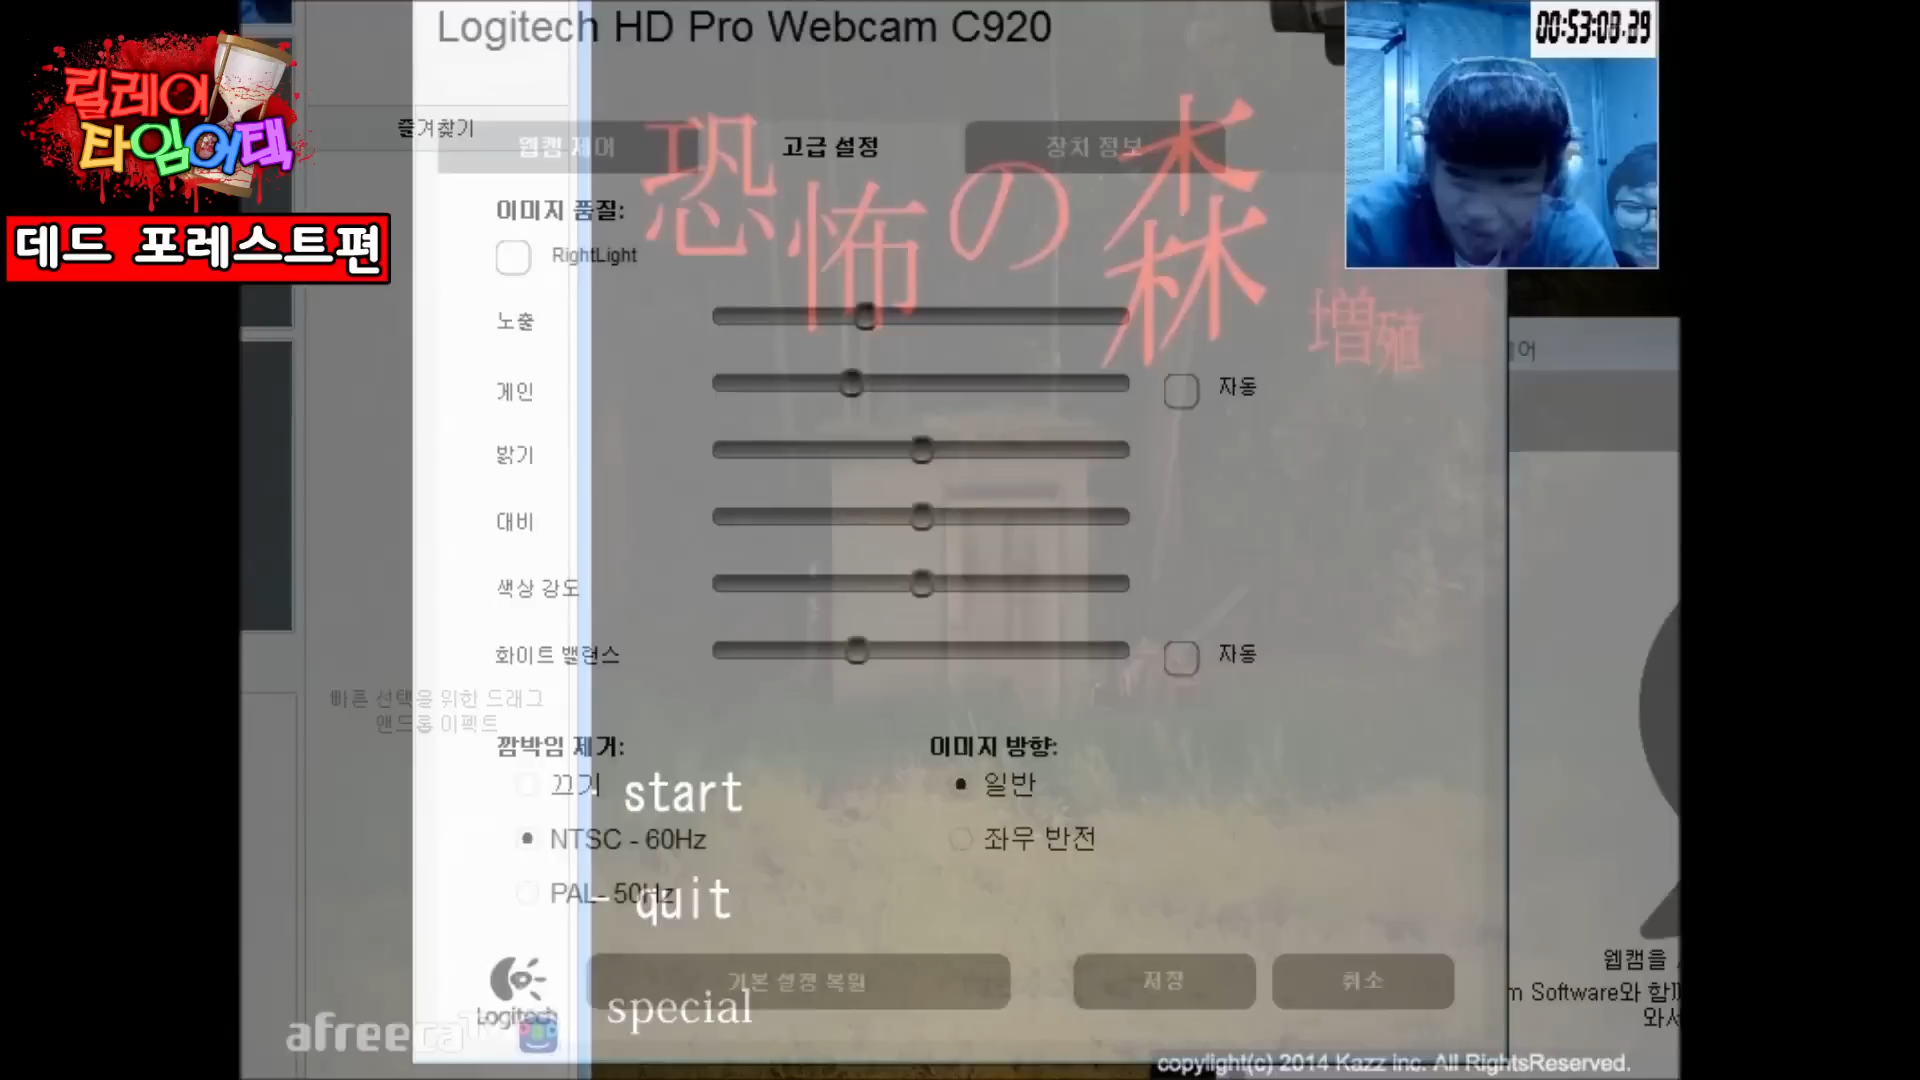 Logitech HD Pro Webcam C920
00:53:08.29
릴레이
타임어택
즐겨찾기
웹캠 제어
고급 설정
장치 정보
恐怖の森
増殖
데드 포레스트편
이미지 품질:
RightLight
노출
게인
자동
밝기
대비
색상 강도
화이트 밸런스
자동
빠른 선택을 위한 드래그
앤드롭 이펙트
깜박임 제거:
이미지 방향:
끄기
일반
start
NTSC - 60Hz
좌우 반전
PAL- 50Hz
quit
기본 설정 복원
저장
취소
웹캠을
m Software와 함께
와서
Logitech
special
afreeca
copylight(c) 2014 Kazz inc. All RightsReserved.